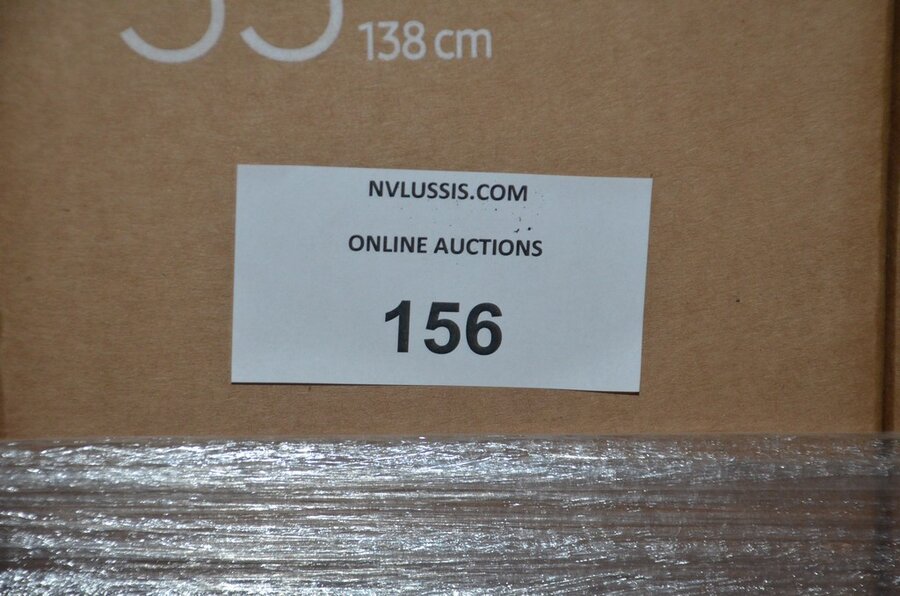 138 cm
NVLUSSIS.COM
ONLINE AUCTIONS
156